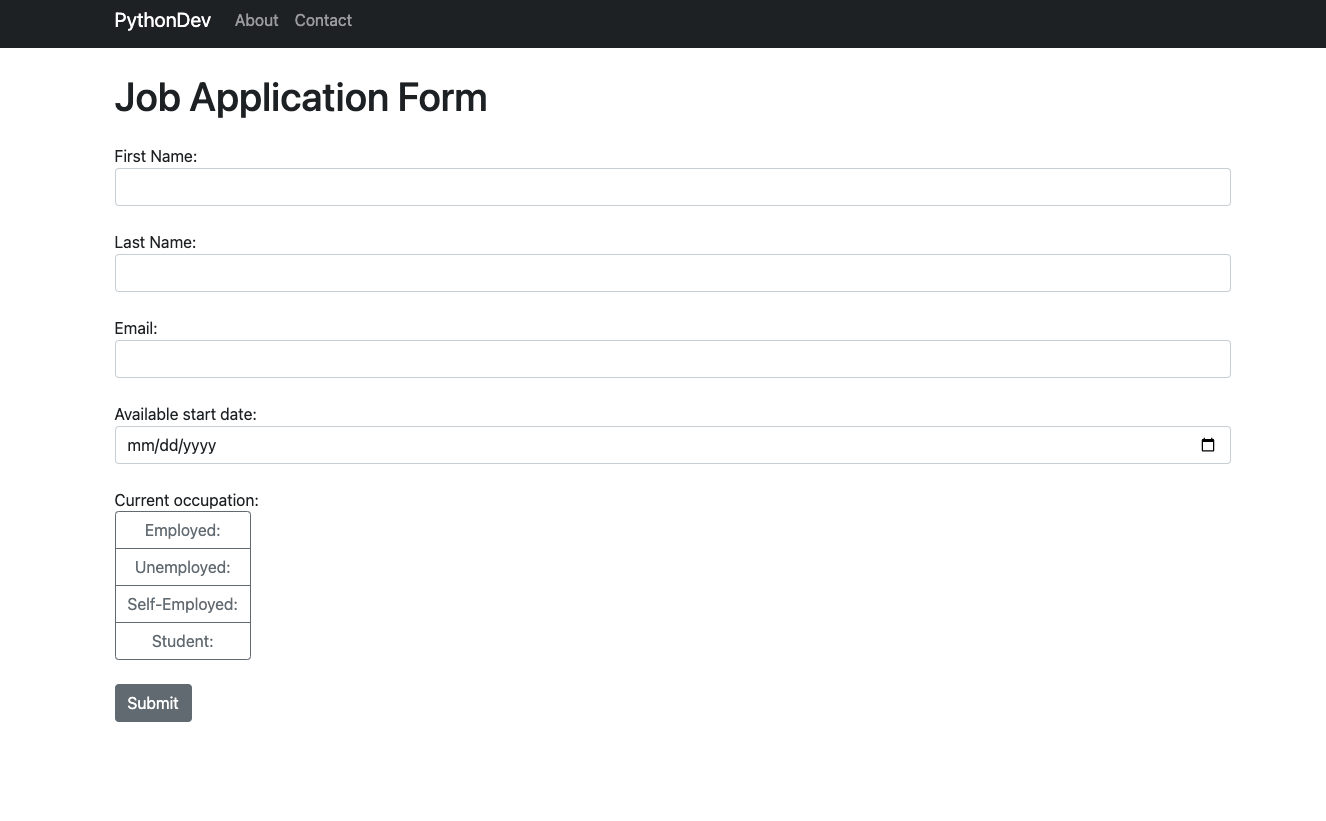 PythonDev About Contact
Job Application Form
First Name:
Last Name:
Email:
Available start date:
mm/dd/yyyy
Current occupation:
Employed:
Unemployed:
Self-Employed:
Student:
Submit